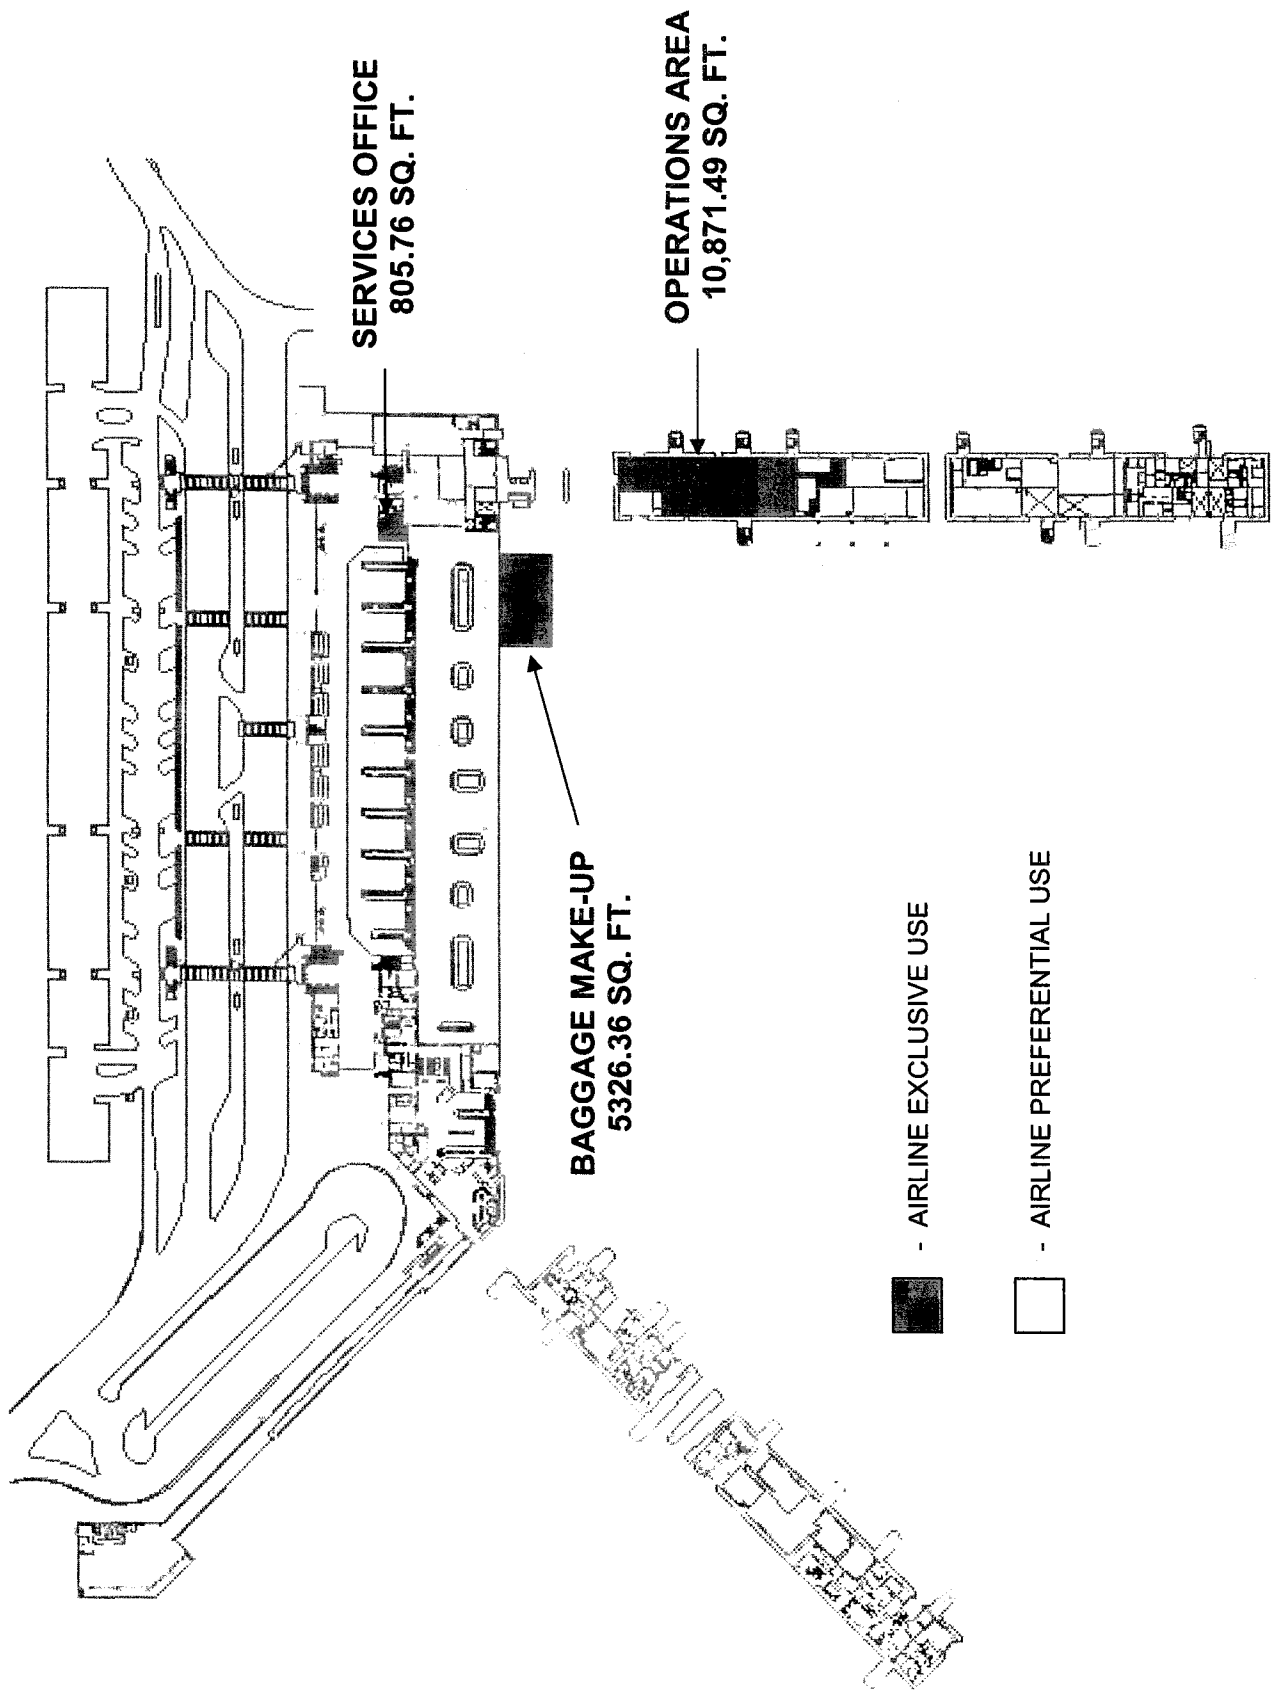 SERVICES OFFICE
805.76 SQ. FT.
OPERATIONS AREA
10,871.49 SQ. FT.
BAGGAGE MAKE-UP
5326.36 SQ. FT.
- AIRLINE EXCLUSIVE USE
- AIRLINE PREFERENTIAL USE